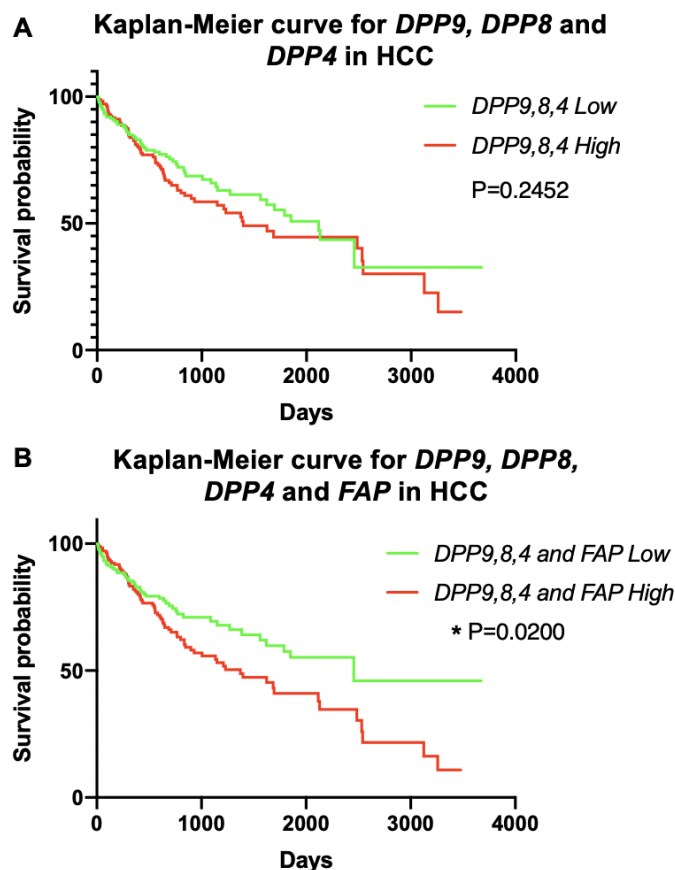 A
Kaplan-Meier curve for DPP9, DPP8 and
DPP4 in HCC
Survival probability
100
50
0
DPP9,8,4 Low
DPP9,8,4 High
P=0.2452
0 1000 2000 3000 4000
Days
B
Kaplan-Meier curve for DPP9, DPP8,
DPP4 and FAP in HCC
Survival probability
100
50
0
DPP9,8,4 and FAP Low
DPP9,8,4 and FAP High
* P=0.0200
0 1000 2000 3000 4000
Days